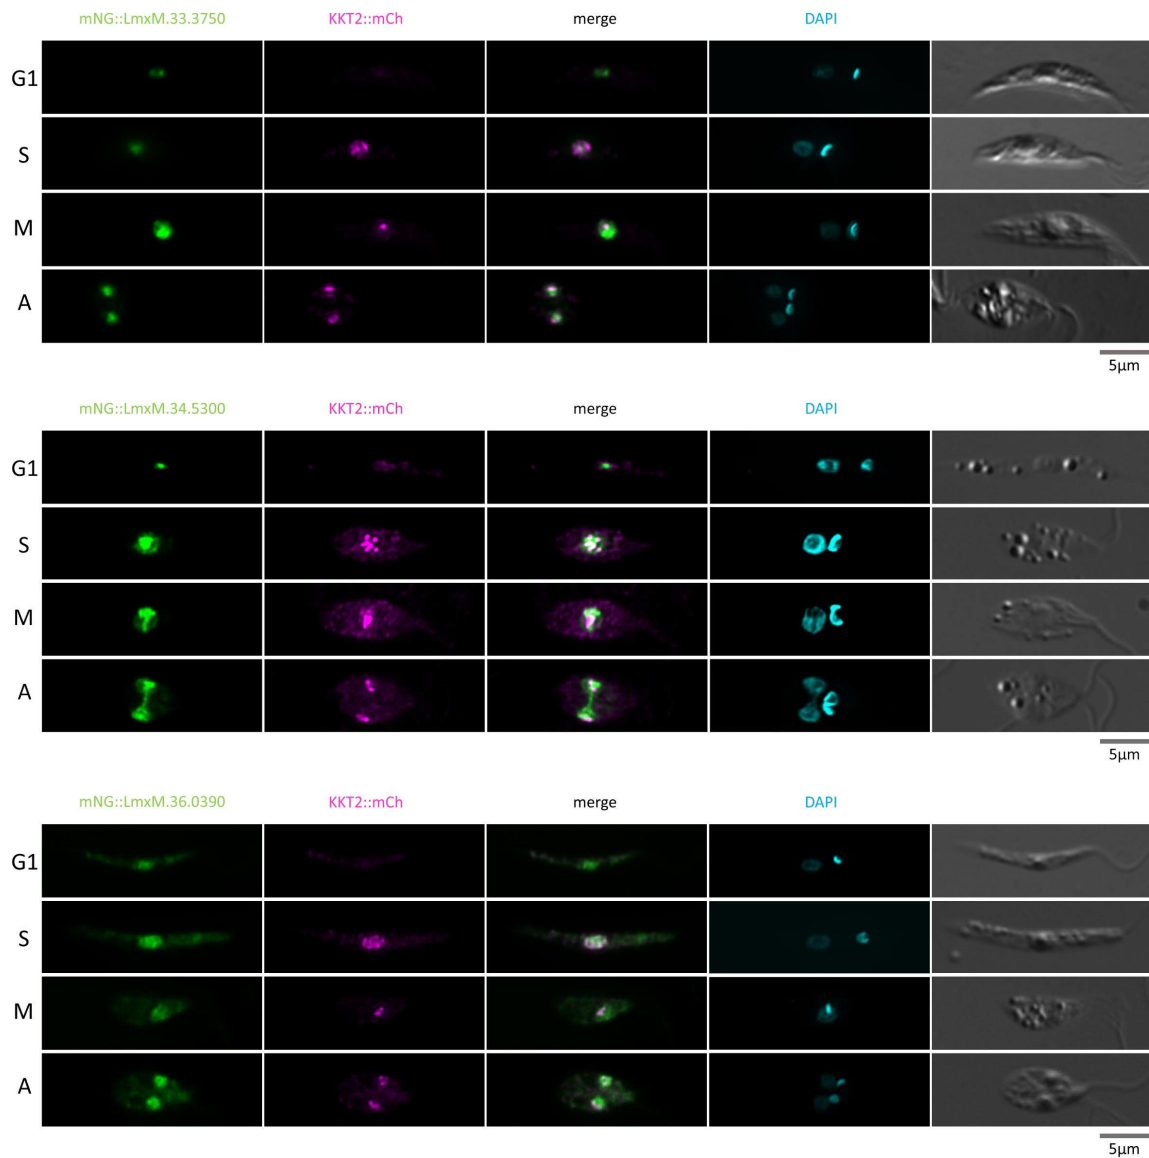 mNG::LmxM.33.3750 KKT2::mCh merge DAPI
G1
S
M
A
5µm
mNG::LmxM.34.5300 KKT2::mCh merge DAPI
G1
S
M
A
5µm
mNG::LmxM.36.0390 KKT2::mCh merge DAPI
G1
S
M
A
5µm